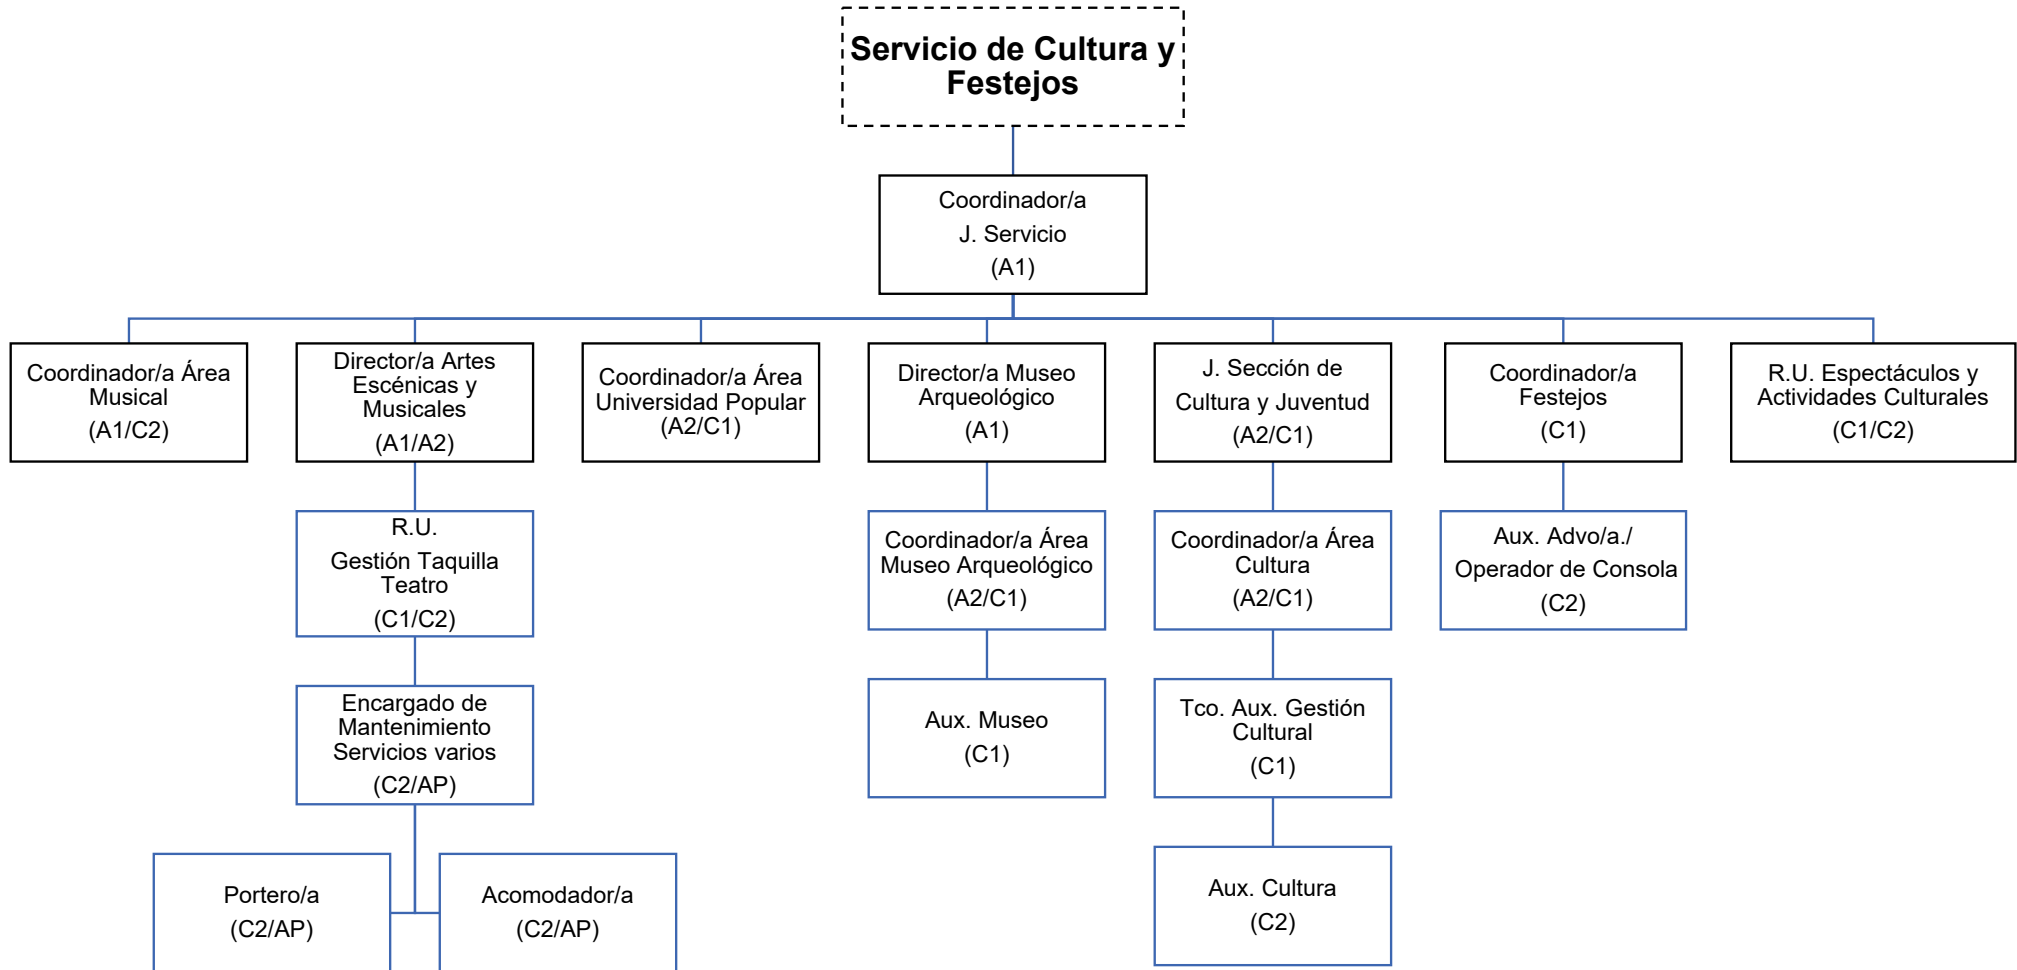 Servicio de Cultura y
Festejos
Coordinador/a
J. Servicio
(A1)
Coordinador/a Área
Musical
(A1/C2)
Director/a Artes
Escénicas y
Musicales
(A1/A2)
Coordinador/a Área
Universidad Popular
(A2/C1)
Director/a Museo
Arqueológico
(A1)
J. Sección de
Cultura y Juventud
(A2/C1)
Coordinador/a
Festejos
(C1)
R.U. Espectáculos y
Actividades Culturales
(C1/C2)
R.U.
Gestión Taquilla
Teatro
(C1/C2)
Coordinador/a Área
Museo Arqueológico
(A2/C1)
Coordinador/a Área
Cultura
(A2/C1)
Aux. Advo/a./
Operador de Consola
(C2)
Encargado de
Mantenimiento
Servicios varios
(C2/AP)
Aux. Museo
(C1)
Tco. Aux. Gestión
Cultural
(C1)
Portero/a
(C2/AP)
Acomodador/a
(C2/AP)
Aux. Cultura
(C2)